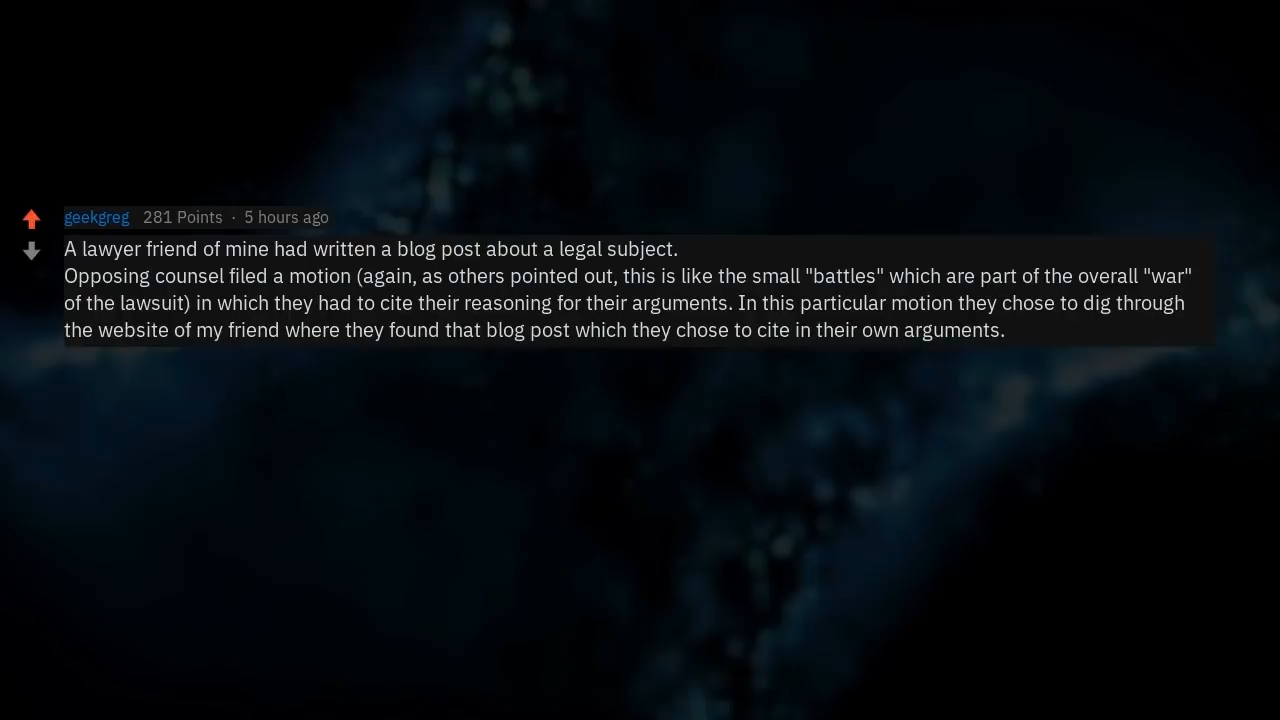 geekgreg 281 Points · 5 hours ago
A lawyer friend of mine had written a blog post about a legal subject.
Opposing counsel filed a motion (again, as others pointed out, this is like the small "battles" which are part of the overall "war"
of the lawsuit) in which they had to cite their reasoning for their arguments. In this particular motion they chose to dig through
the website of my friend where they found that blog post which they chose to cite in their own arguments.